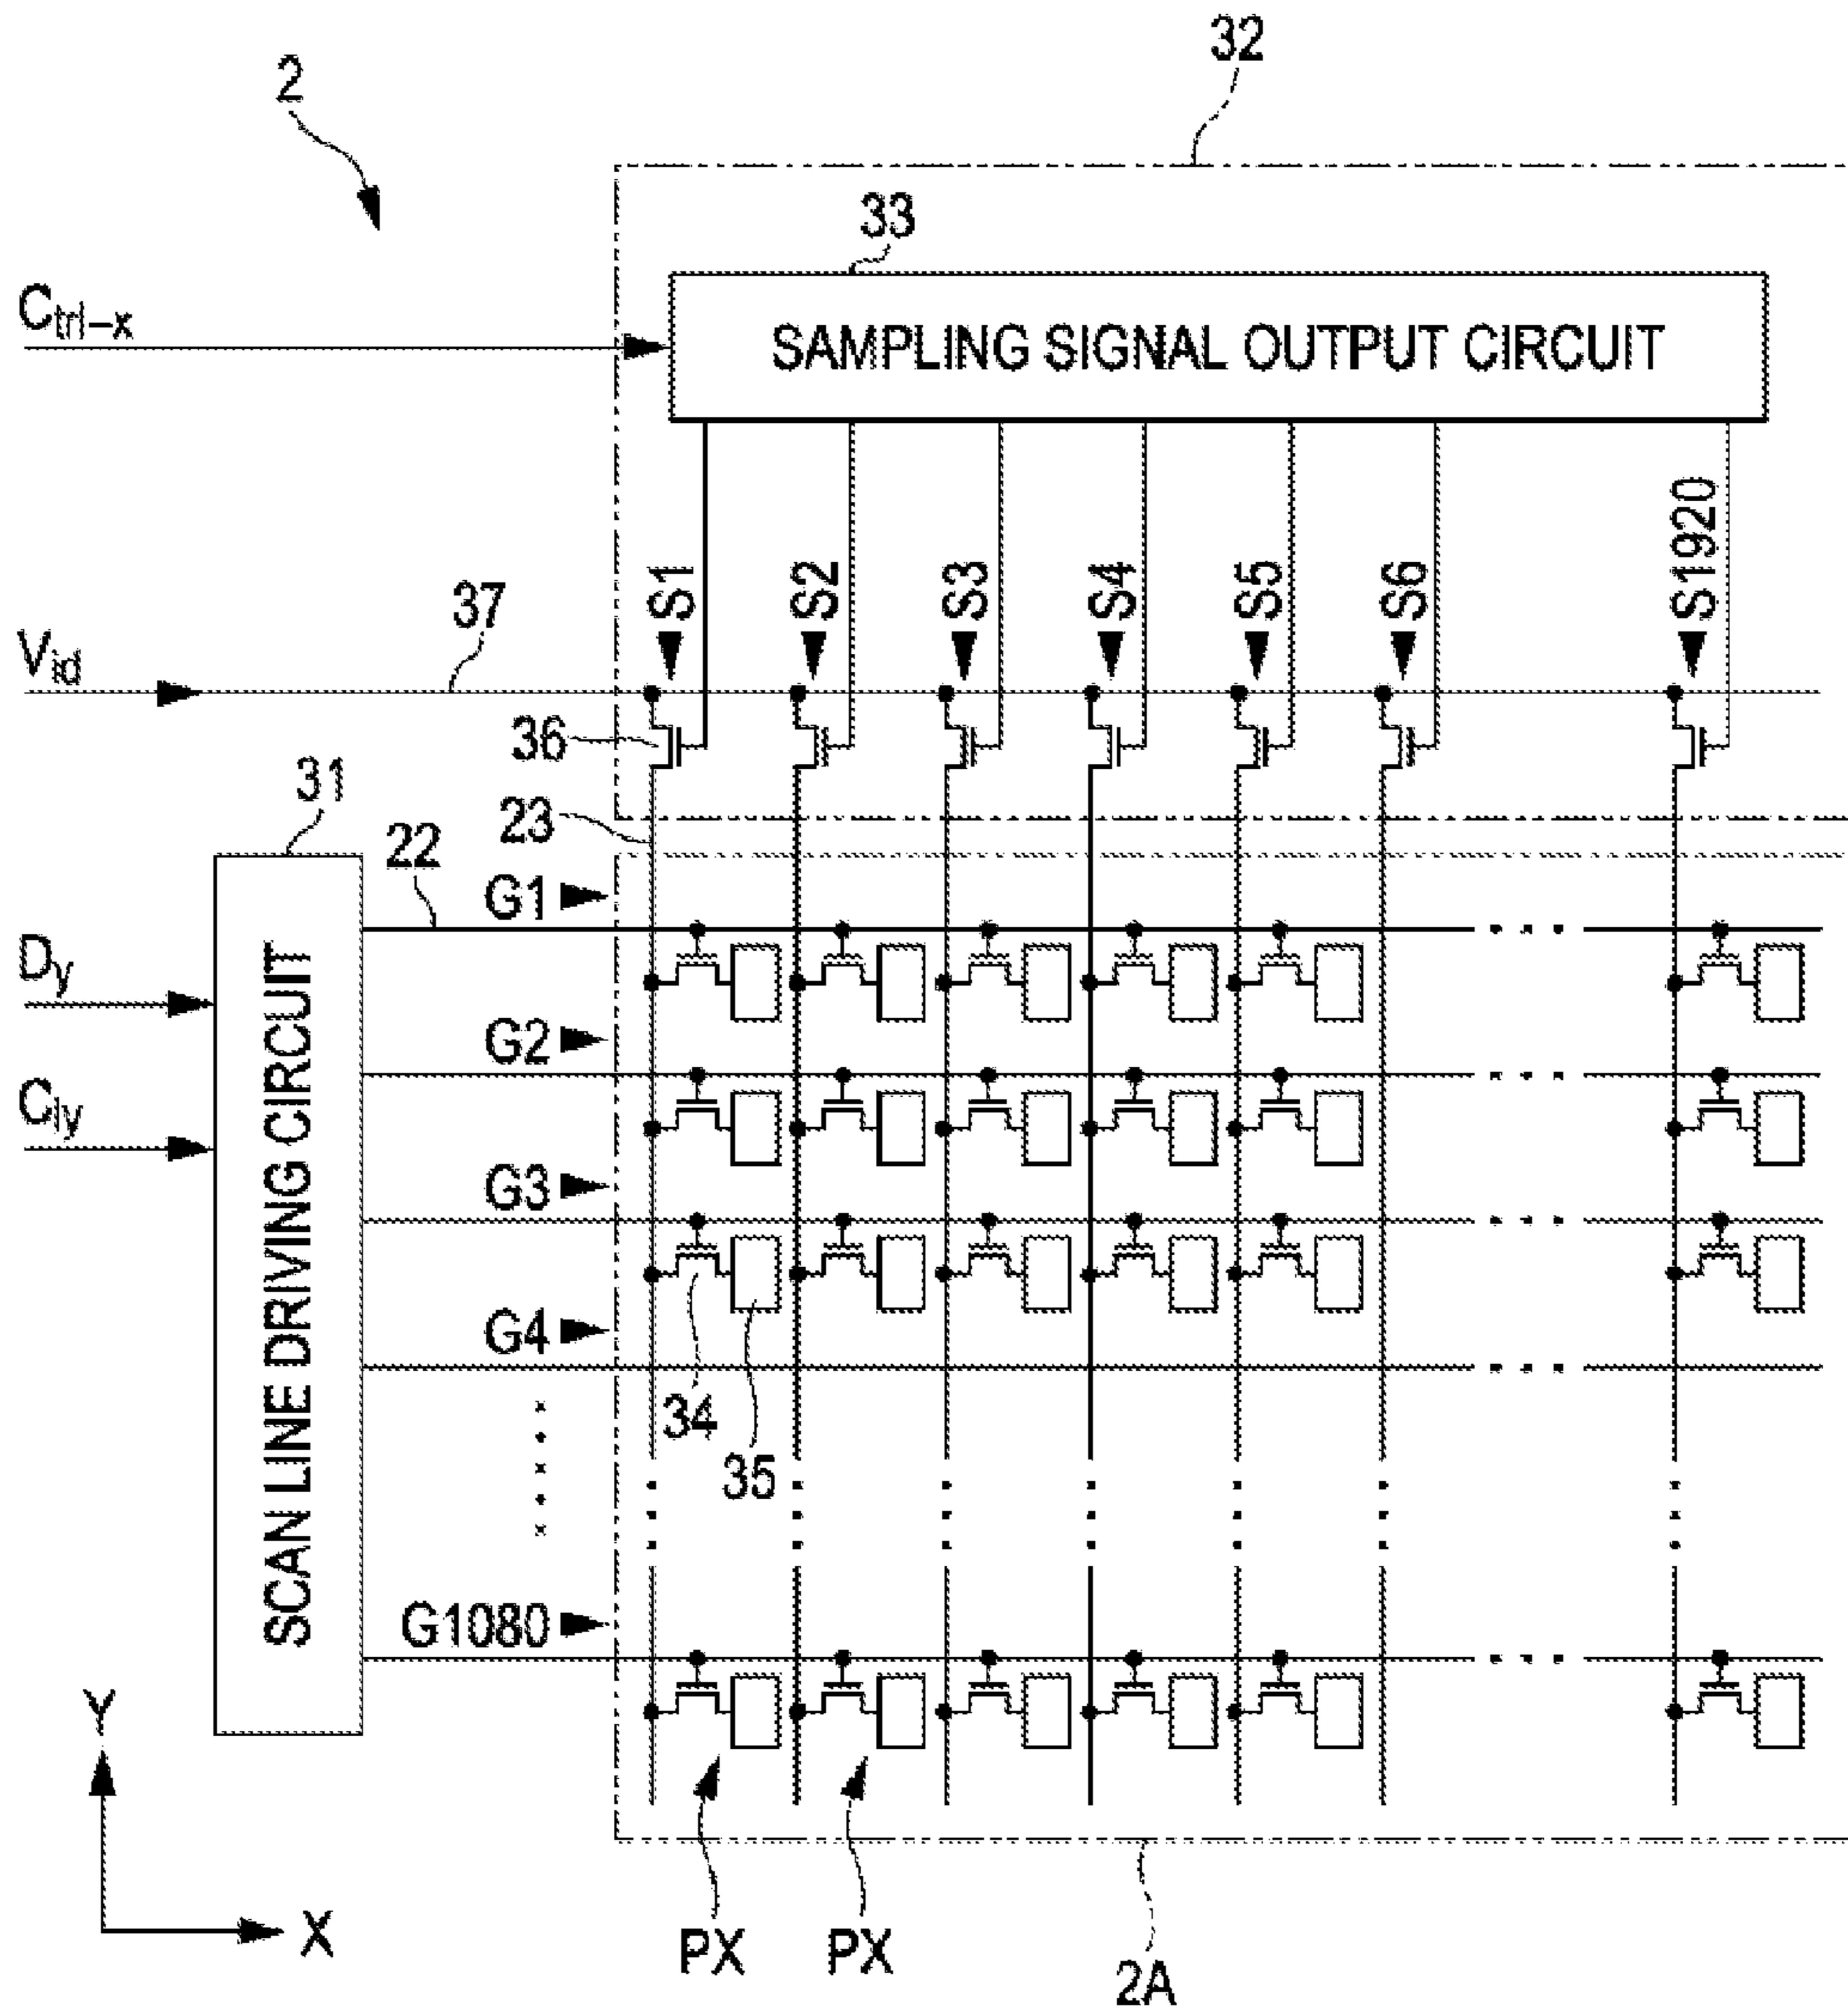 32
2
33
Ctrl-x
SAMPLING SIGNAL OUTPUT CIRCUIT
S1
S2
S3
S4
S5
S6
S1920
37
Vid
36
31
23
22
G1
Dy
G2
Cly
G3
SCAN LINE DRIVING CIRCUIT
G4
34
35
G1080
Y
X
PX
PX
2A